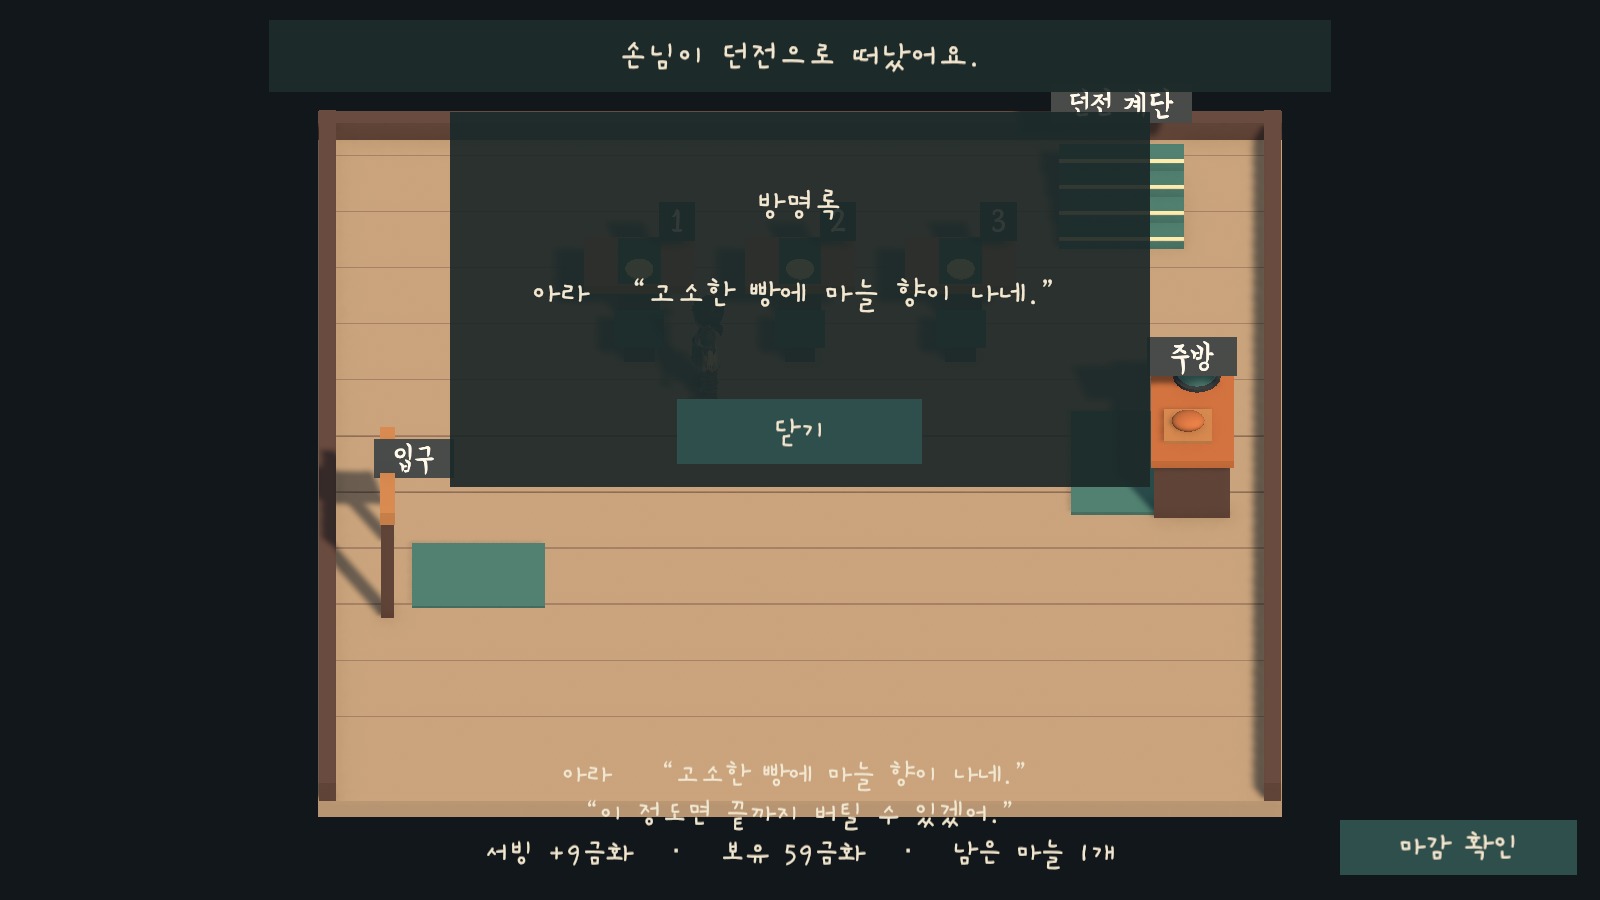 손님이 던전으로 떠났어요.
던전 계단
방명록
1
2
3
아라 “고소한 빵에 마늘 향이 나네.”
주방
닫기
입구
아라 “고소한 빵에 마늘 향이 나네.”
“이 정도면 끝까지 버틸 수 있겠어.”
서빙 +9금화 · 보유 59금화 · 남은 마늘 1개
마감 확인